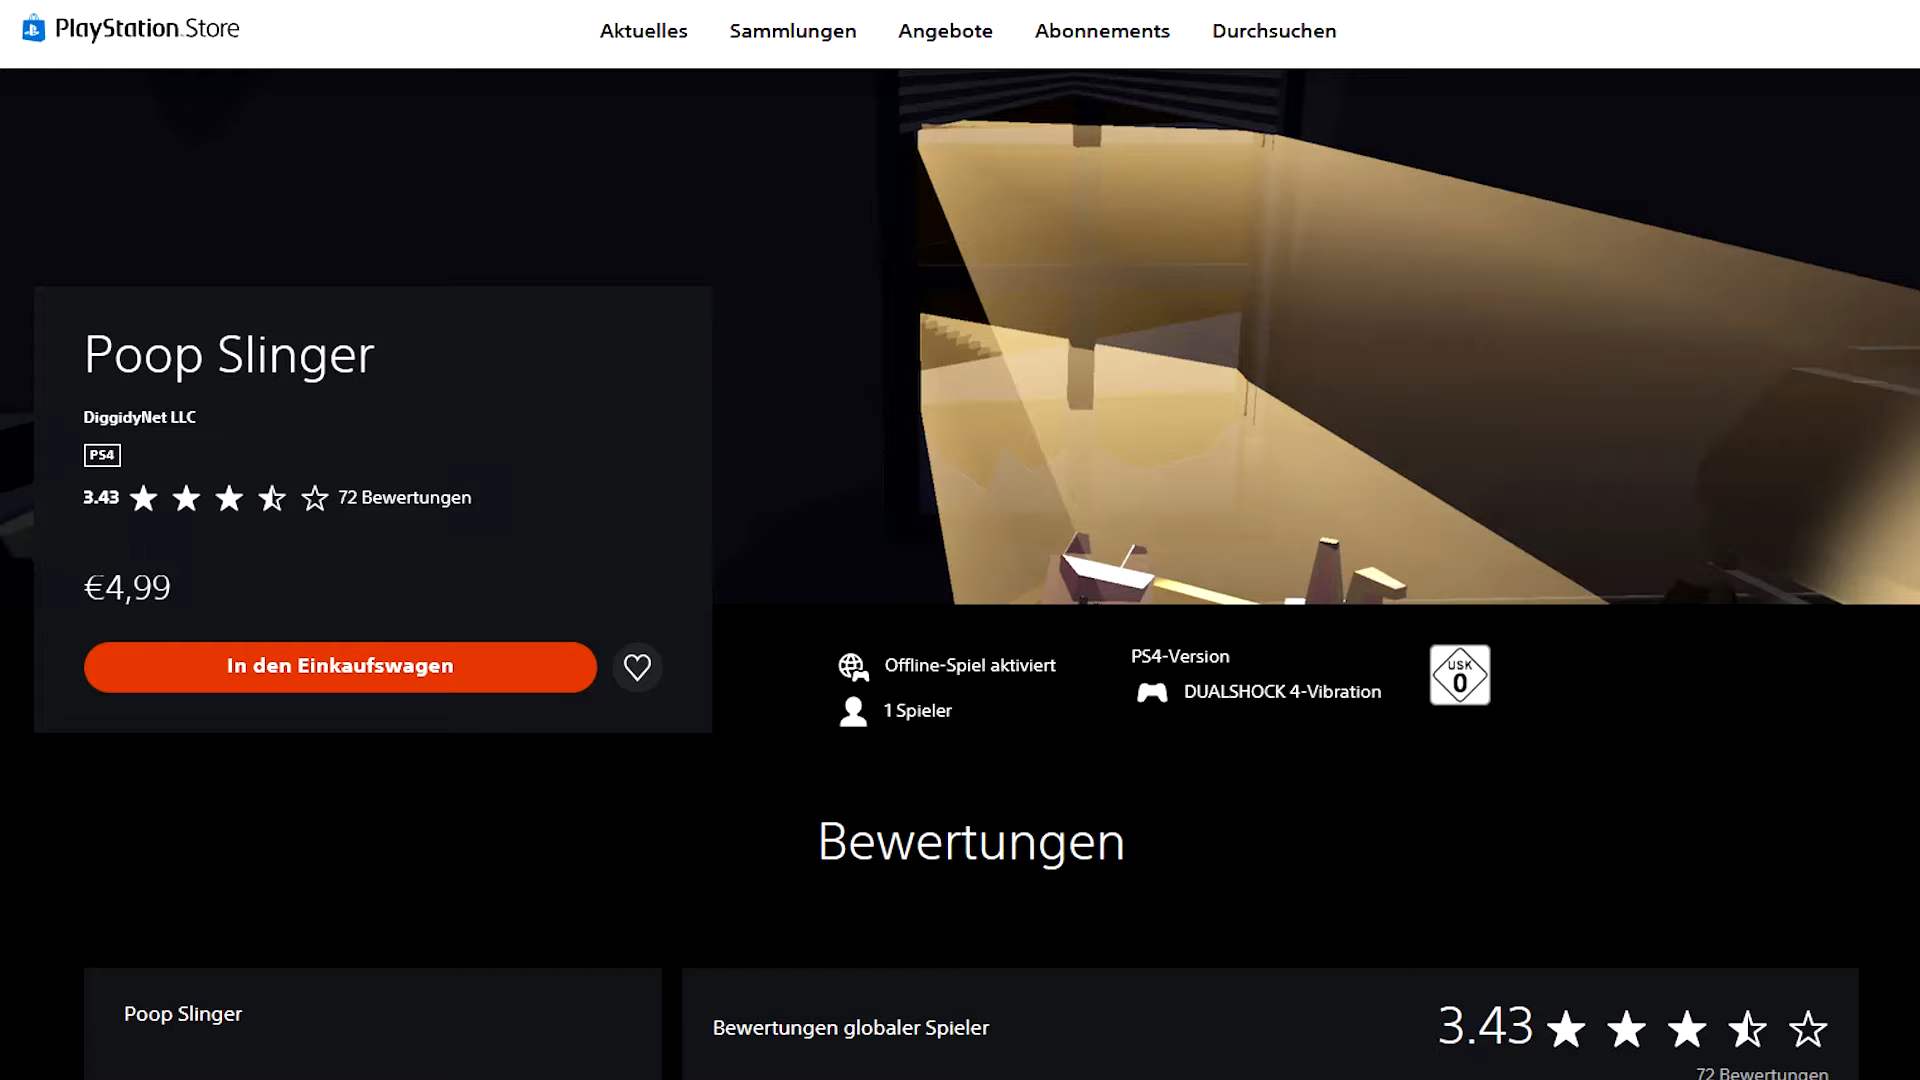 PlayStation Store
Aktuelles
Sammlungen
Angebote
Abonnements
Durchsuchen
Poop Slinger
DiggidyNet LLC
PS4
3.43
72 Bewertungen
€4,99
In den Einkaufswagen
Offline-Spiel aktiviert
1 Spieler
PS4-Version
DUALSHOCK 4-Vibration
USK
0
Bewertungen
Poop Slinger
Bewertungen globaler Spieler
3.43
72 Bewertungen